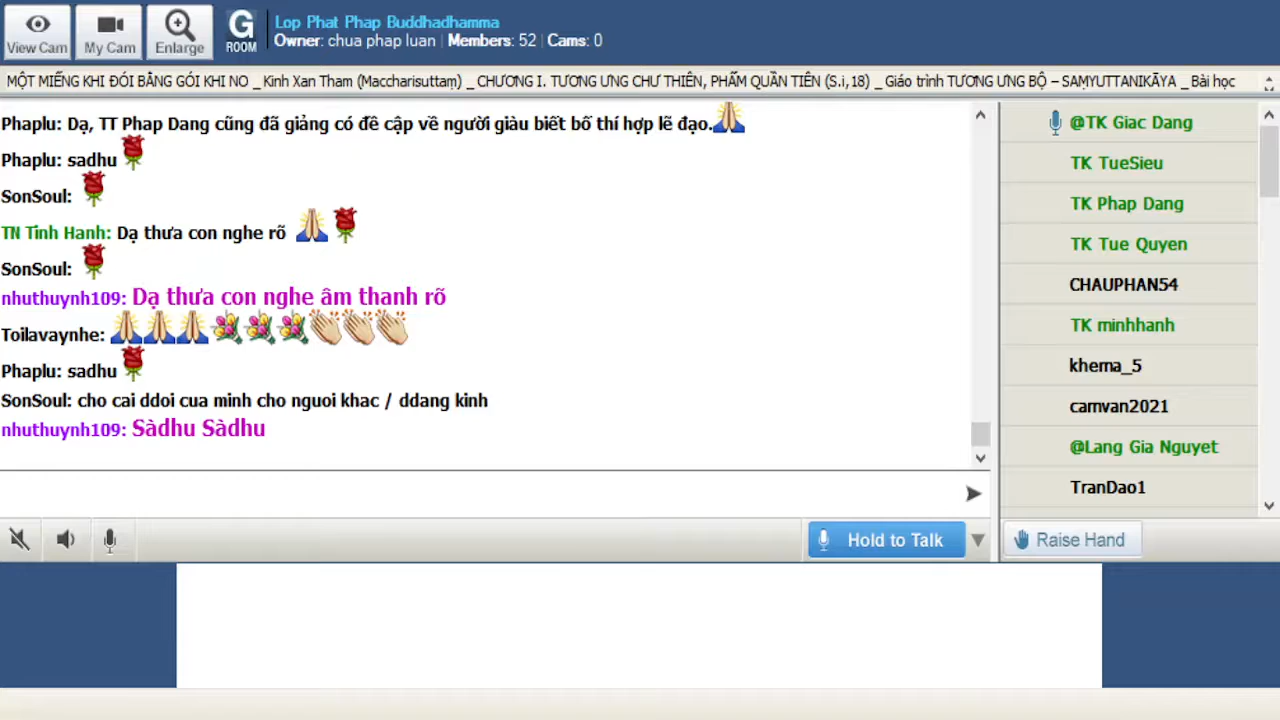 View Cam
My Cam
Enlarge
G
ROOM
Lop Phat Phap Buddhadhamma
Owner: chua phap luan | Members: 52 | Cams: 0
MỘT MIẾNG KHI ĐÓI BẰNG GÓI KHI NO _ Kinh Xan Tham (Maccharisuttaṃ) _ CHƯƠNG I. TƯƠNG ƯNG CHƯ THIÊN, PHẨM QUẦN TIÊN (S.i,18) _ Giáo trình TƯƠNG ƯNG BỘ – SAṂYUTTANIKĀYA _ Bài học
Phaplu: Dạ, TT Phap Dang cũng đã giảng có đề cập về người giàu biết bố thí hợp lẽ đạo.
Phaplu: sadhu
SonSoul:
TN Tinh Hanh: Dạ thưa con nghe rõ
SonSoul:
nhuthuynh109: Dạ thưa con nghe âm thanh rõ
Toilavaynhe:
Phaplu: sadhu
SonSoul: cho cai ddoi cua minh cho nguoi khac / ddang kinh
nhuthuynh109: Sàdhu Sàdhu
@TK Giac Dang
TK TueSieu
TK Phap Dang
TK Tue Quyen
CHAUPHAN54
TK minhhanh
khema_5
camvan2021
@Lang Gia Nguyet
TranDao1
Hold to Talk
Raise Hand